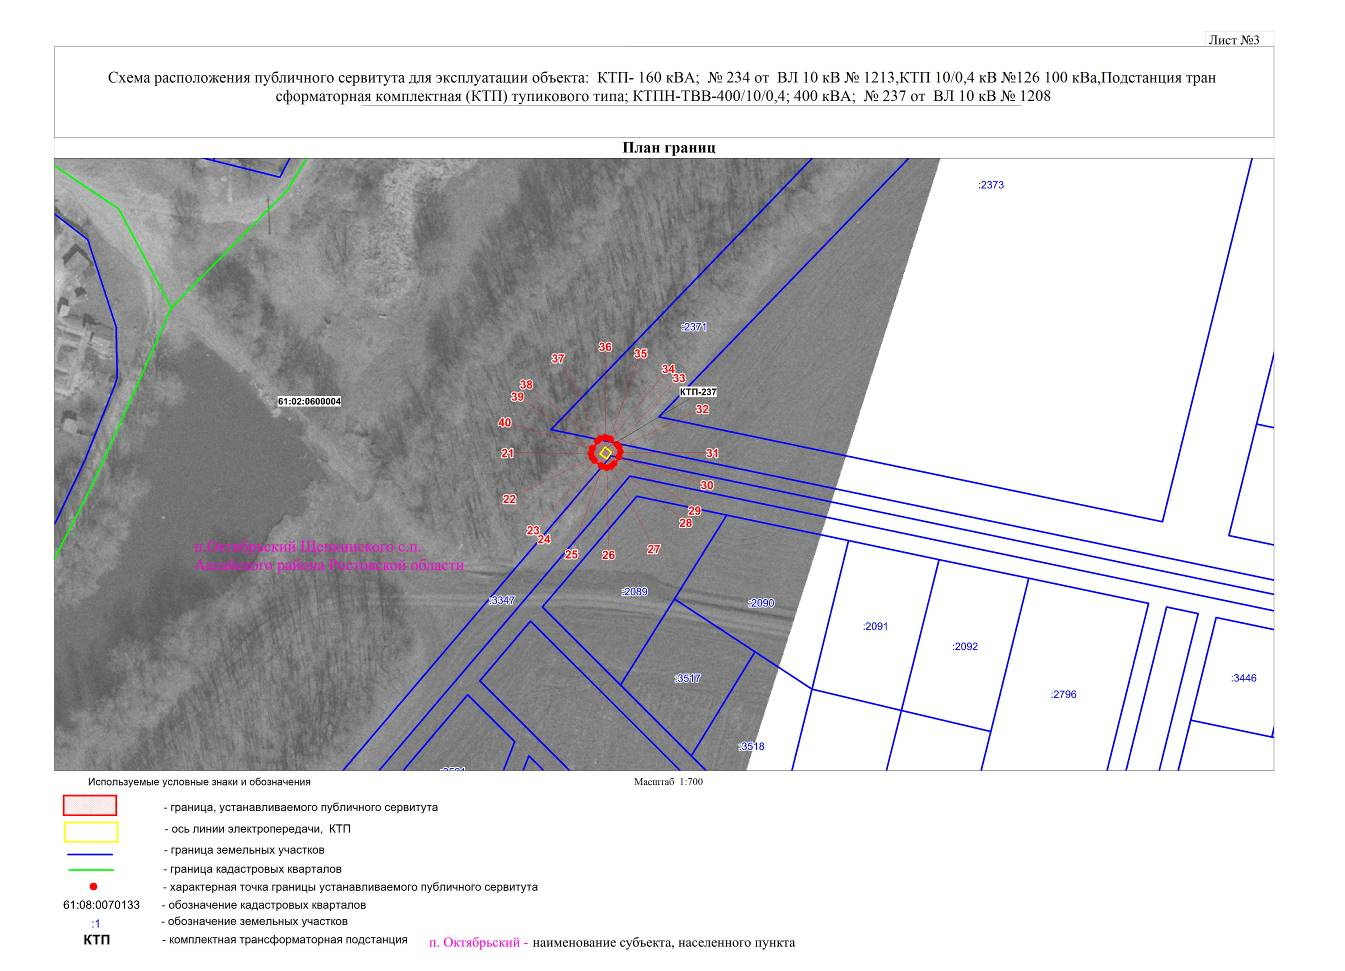 Лист №3
Схема расположения публичного сервитута для эксплуатации объекта:  КТП- 160 кВА;  № 234 от  ВЛ 10 кВ № 1213,КТП 10/0,4 кВ №126 100 кВа,Подстанция тран
сформаторная комплектная (КТП) тупикового типа; КТПН-ТВВ-400/10/0,4; 400 кВА;  № 237 от  ВЛ 10 кВ № 1208
План границ
:2373
:2371
36
35
37
34
33
38
КТП-237
39
61:02:0600004
32
40
21
31
30
22
29
28
23
24
27
25
26
п.Октябрьский Щепкинского с.п.
Аксайского района Ростовской области
:2089
:3347
:2090
:2091
:2092
:3517
:3446
:2796
:3518
Используемые условные знаки и обозначения
Масштаб  1:700
- граница, устанавливаемого публичного сервитута
- ось линии электропередачи,  КТП
- граница земельных участков
- граница кадастровых кварталов
- характерная точка границы устанавливаемого публичного сервитута
61:08:0070133 - обозначение кадастровых кварталов
:1 - обозначение земельных участков
КТП - комплектная трансформаторная подстанция
п. Октябрьский - наименование субъекта, населенного пункта